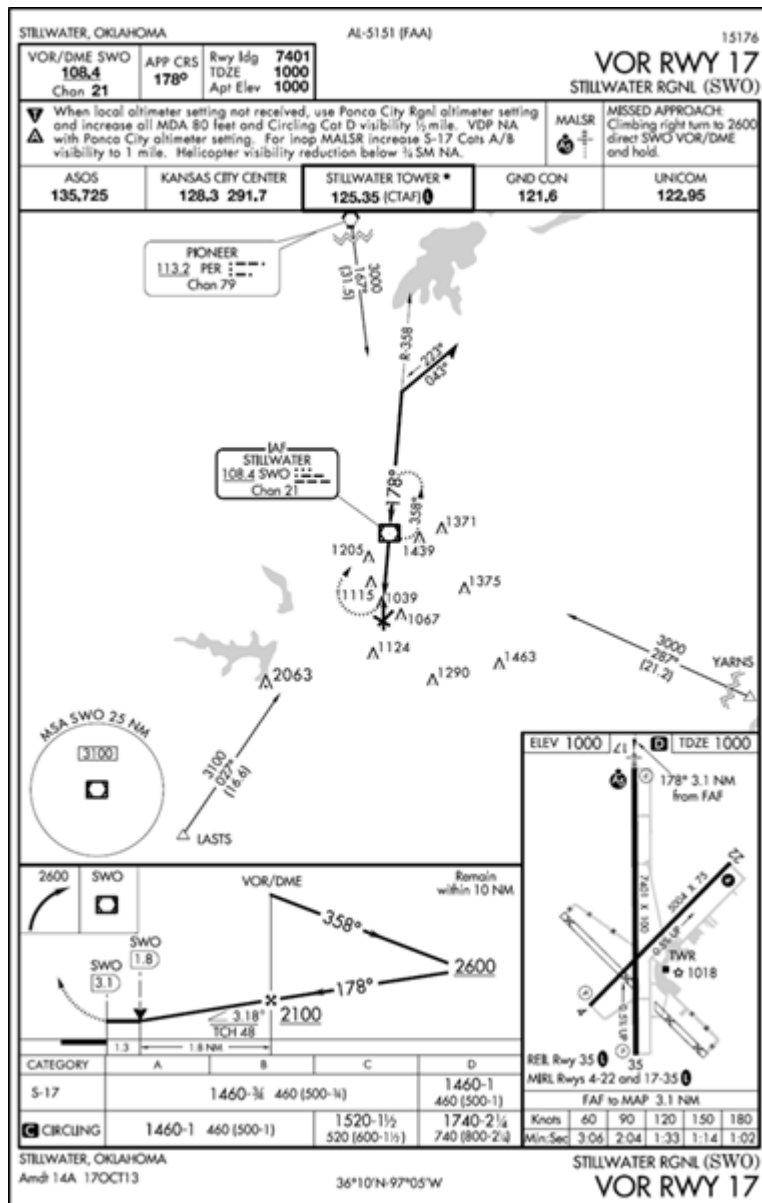 STILLWATER, OKLAHOMA
AL-5151 (FAA)
15176
VOR/DME SWO
108.4
Chan 21
APP CRS
178°
Rwy ldg 7401
TDZE 1000
Apt Elev 1000
VOR RWY 17
STILLWATER RGNL (SWO)
When local altimeter setting not received, use Ponca City Rgnl altimeter setting
and increase all MDA 80 feet and Circling Cat D visibility ½ mile. VDP NA
with Ponca City altimeter setting. For inop MALSR increase S-17 Cats A/B
visibility to 1 mile. Helicopter visibility reduction below ¾ SM NA.
MALSR
MISSED APPROACH:
Climbing right turn to 2600
direct SWO VOR/DME
and hold.
ASOS
135.725
KANSAS CITY CENTER
128.3 291.7
STILLWATER TOWER *
125.35 (CTAF) L
GND CON
121.6
UNICOM
122.95
PIONEER
113.2 PER
Chan 79
3000
167°
(31.5)
R-358
223°
043°
IAF
STILLWATER
108.4 SWO
Chan 21
178°
358°
1371
1439
1205
1375
1115
1039
1067
1124
1463
1290
2063
3000
287°
(21.2)
YARNS
MSA SWO 25 NM
3100
3100
027°
(16.6)
LASTS
ELEV 1000
D
TDZE 1000
17
178° 3.1 NM
from FAF
7401 X 100
5004 X 75
0.5% UP
22
TWR
1018
4
0.5% UP
35
REIL Rwy 35 L
MIRL Rwys 4-22 and 17-35 L
FAF to MAP 3.1 NM
Knots 60 90 120 150 180
Min:Sec 3:06 2:04 1:33 1:14 1:02
2600
SWO
VOR/DME
Remain
within 10 NM
358°
2600
178°
SWO
1.8
SWO
3.1
3.18°
TCH 48
2100
1.3
1.8 NM
CATEGORY A B C D
S-17
1460-¾ 460 (500-¾)
1460-1
460 (500-1)
C CIRCLING
1460-1 460 (500-1)
1520-1½
520 (600-1½)
1740-2¼
740 (800-2¼)
STILLWATER, OKLAHOMA
Amdt 14A 17OCT13
36°10'N-97°05'W
STILLWATER RGNL (SWO)
VOR RWY 17